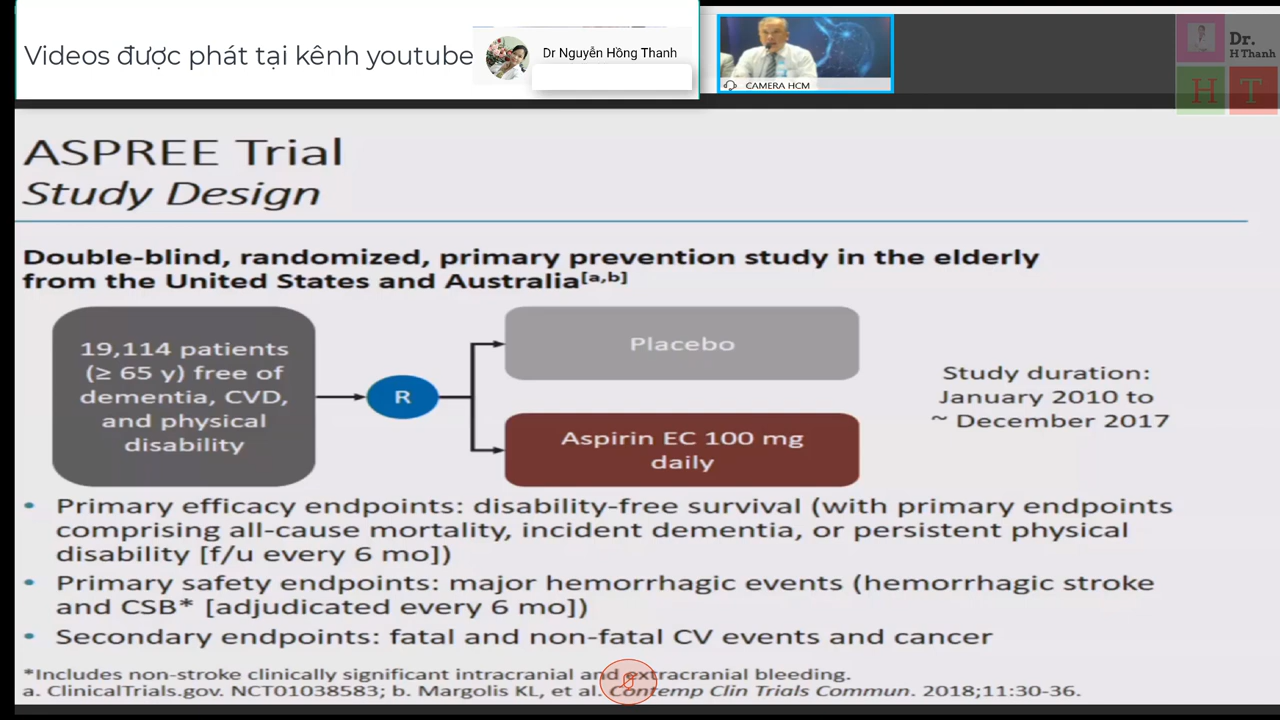 Videos được phát tại kênh youtube
Dr Nguyễn Hồng Thanh
CAMERA HCM
Dr.
H Thanh
H T
ASPREE Trial
Study Design
Double-blind, randomized, primary prevention study in the elderly
from the United States and Australia[a,b]
19,114 patients
(≥ 65 y) free of
dementia, CVD,
and physical
disability
R
Placebo
Aspirin EC 100 mg
daily
Study duration:
January 2010 to
~ December 2017
• Primary efficacy endpoints: disability-free survival (with primary endpoints
comprising all-cause mortality, incident dementia, or persistent physical
disability [f/u every 6 mo])
• Primary safety endpoints: major hemorrhagic events (hemorrhagic stroke
and CSB* [adjudicated every 6 mo])
• Secondary endpoints: fatal and non-fatal CV events and cancer
*Includes non-stroke clinically significant intracranial and extracranial bleeding.
a. ClinicalTrials.gov. NCT01038583; b. Margolis KL, et al. Contemp Clin Trials Commun. 2018;11:30-36.